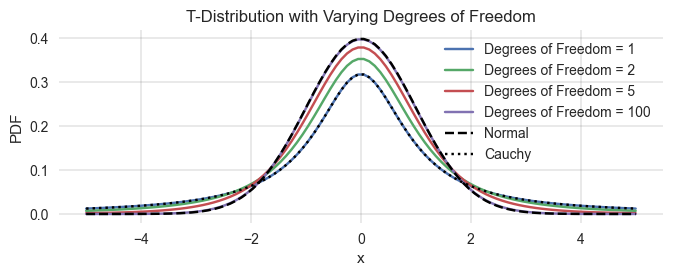 T-Distribution with Varying Degrees of Freedom
0.4
0.3
0.2
0.1
0.0
PDF
Degrees of Freedom = 1
Degrees of Freedom = 2
Degrees of Freedom = 5
Degrees of Freedom = 100
Normal
Cauchy
−4
−2
0
2
4
x